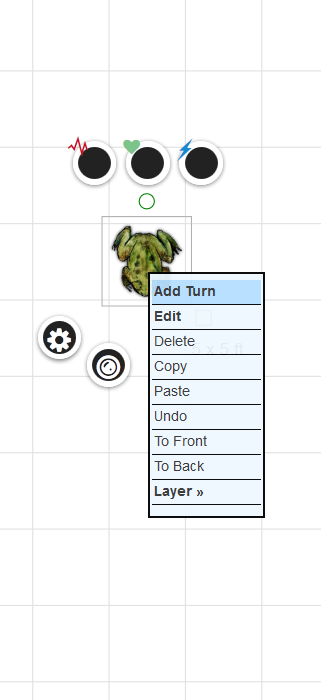 Add Turn
Edit
Delete
Copy
Paste
Undo
To Front
To Back
Layer »